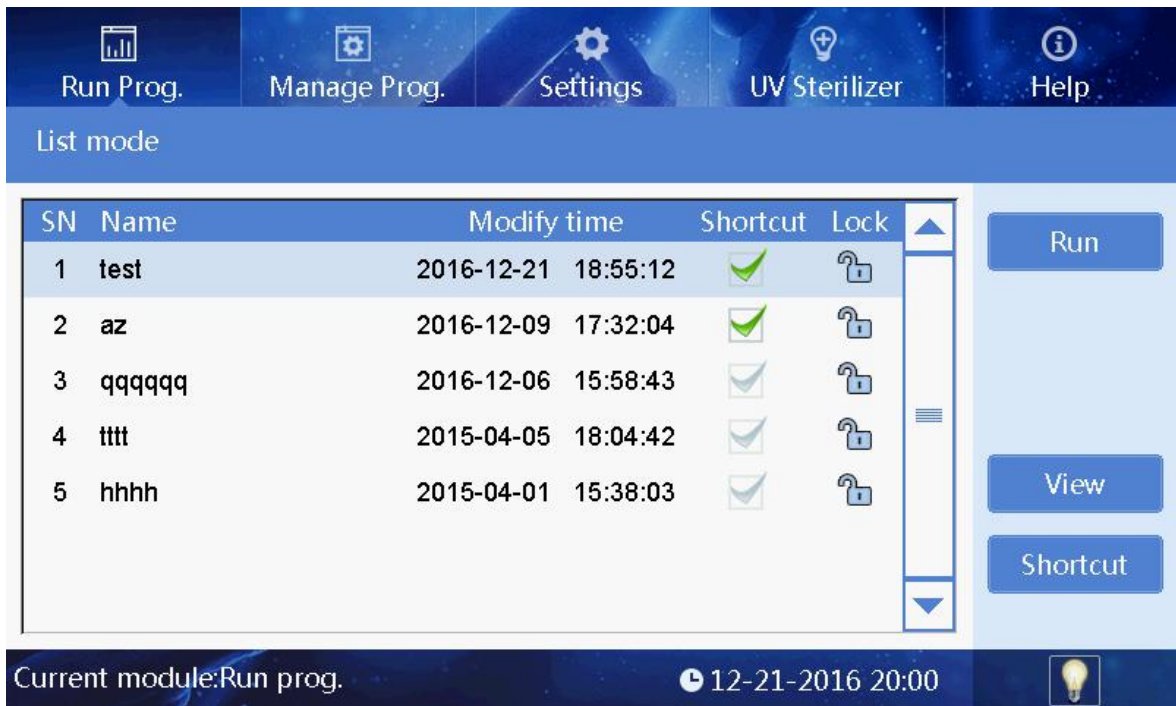 Run Prog. Manage Prog. Settings UV Sterilizer Help
List mode
SN Name Modify time Shortcut Lock
1 test 2016-12-21 18:55:12
2 az 2016-12-09 17:32:04
3 qqqqqq 2016-12-06 15:58:43
4 tttt 2015-04-05 18:04:42
5 hhhh 2015-04-01 15:38:03
Run
View
Shortcut
Current module:Run prog. 12-21-2016 20:00